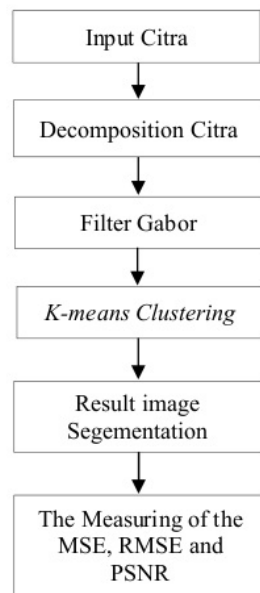 Input Citra
Decomposition Citra
Filter Gabor
K-means Clustering
Result image
Segementation
The Measuring of the
MSE, RMSE and
PSNR